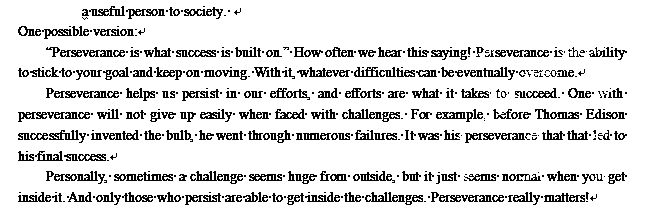 a useful person to society.
One possible version:
“Perseverance is what success is built on.” How often we hear this saying! Perseverance is the ability
to stick to your goal and keep on moving. With it, whatever difficulties can be eventually overcome.
Perseverance helps us persist in our efforts, and efforts are what it takes to succeed. One with
perseverance will not give up easily when faced with challenges. For example, before Thomas Edison
successfully invented the bulb, he went through numerous failures. It was his perseverance that that led to
his final success.
Personally, sometimes a challenge seems huge from outside, but it just seems normal when you get
inside it. And only those who persist are able to get inside the challenges. Perseverance really matters!